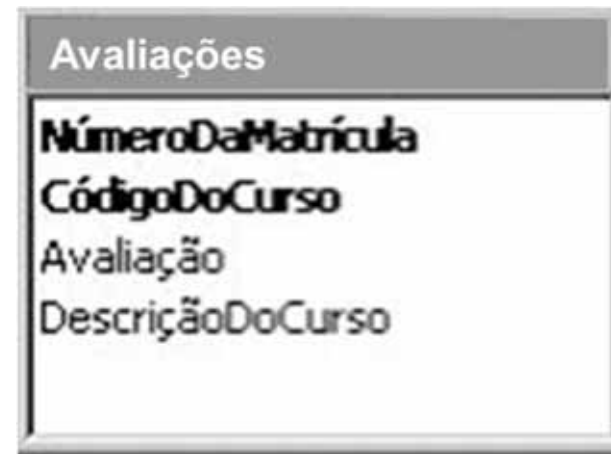 Avaliações
NúmeroDaMatrícula
CódigoDoCurso
Avaliação
DescriçãoDoCurso